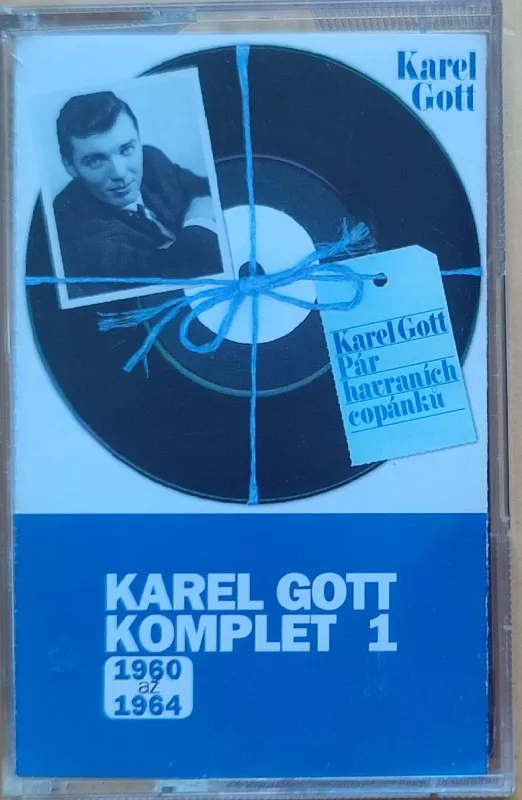 Karel
Gott
Karel Gott
Pár
havraních
copánků
KAREL GOTT
KOMPLET 1
1960
až
1964